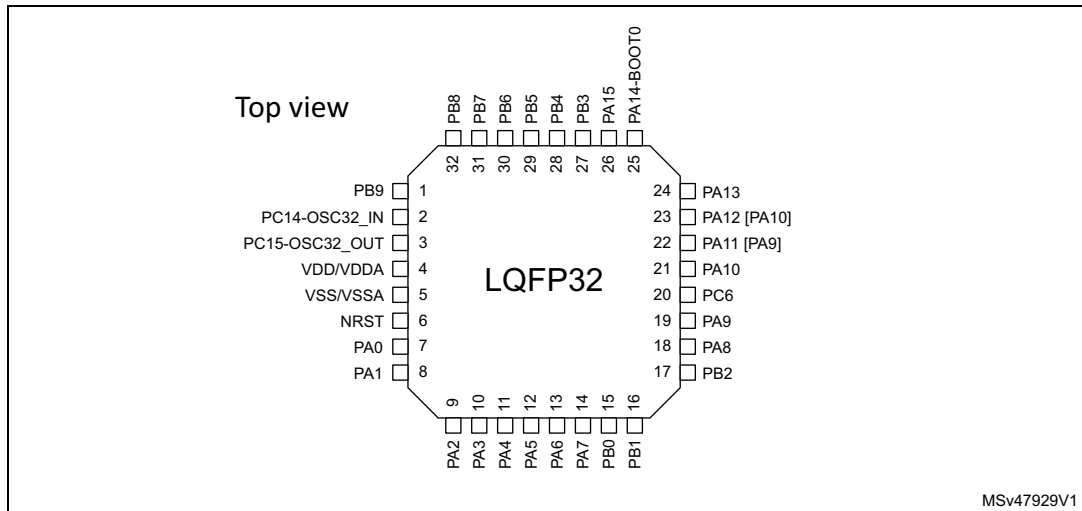 Top view
PB8
PB7
PB6
PB5
PB4
PB3
PA15
PA14-BOOT0
32
31
30
29
28
27
26
25
PB9 1
PC14-OSC32_IN 2
PC15-OSC32_OUT 3
VDD/VDDA 4
VSS/VSSA 5
NRST 6
PA0 7
PA1 8
LQFP32
24 PA13
23 PA12 [PA10]
22 PA11 [PA9]
21 PA10
20 PC6
19 PA9
18 PA8
17 PB2
9
10
11
12
13
14
15
16
PA2
PA3
PA4
PA5
PA6
PA7
PB0
PB1
MSv47929V1